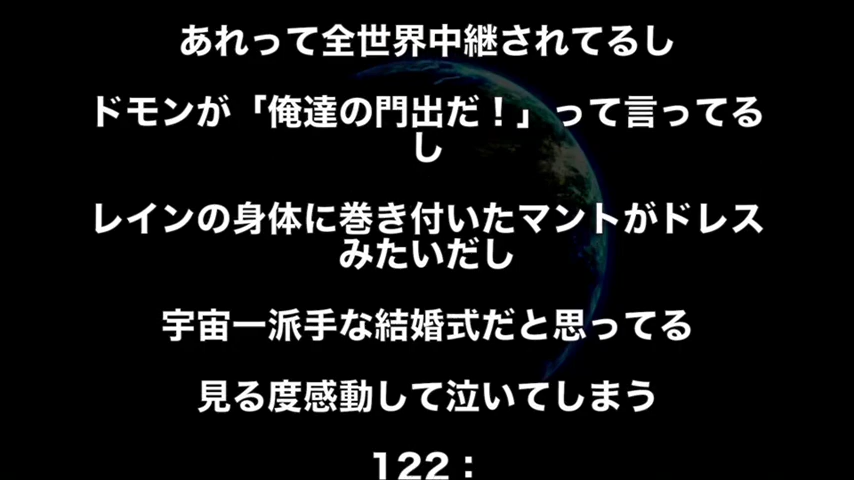 あれって全世界中継されてるし
ドモンが「俺達の門出だ！」って言ってる
し
レインの身体に巻き付いたマントがドレス
みたいだし
宇宙一派手な結婚式だと思ってる
見る度感動して泣いてしまう
122：